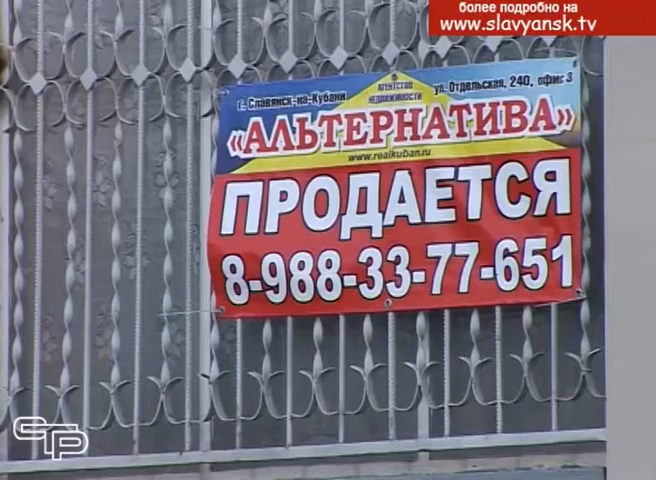 более подробно на
www.slavyansk.tv
г. Славянск-на-Кубани
АГЕНТСТВО
НЕДВИЖИМОСТИ
ул. Отдельская, 240, офис 3
«АЛЬТЕРНАТИВА»
www.realkuban.ru
ПРОДАЕТСЯ
8-988-33-77-651
СТР